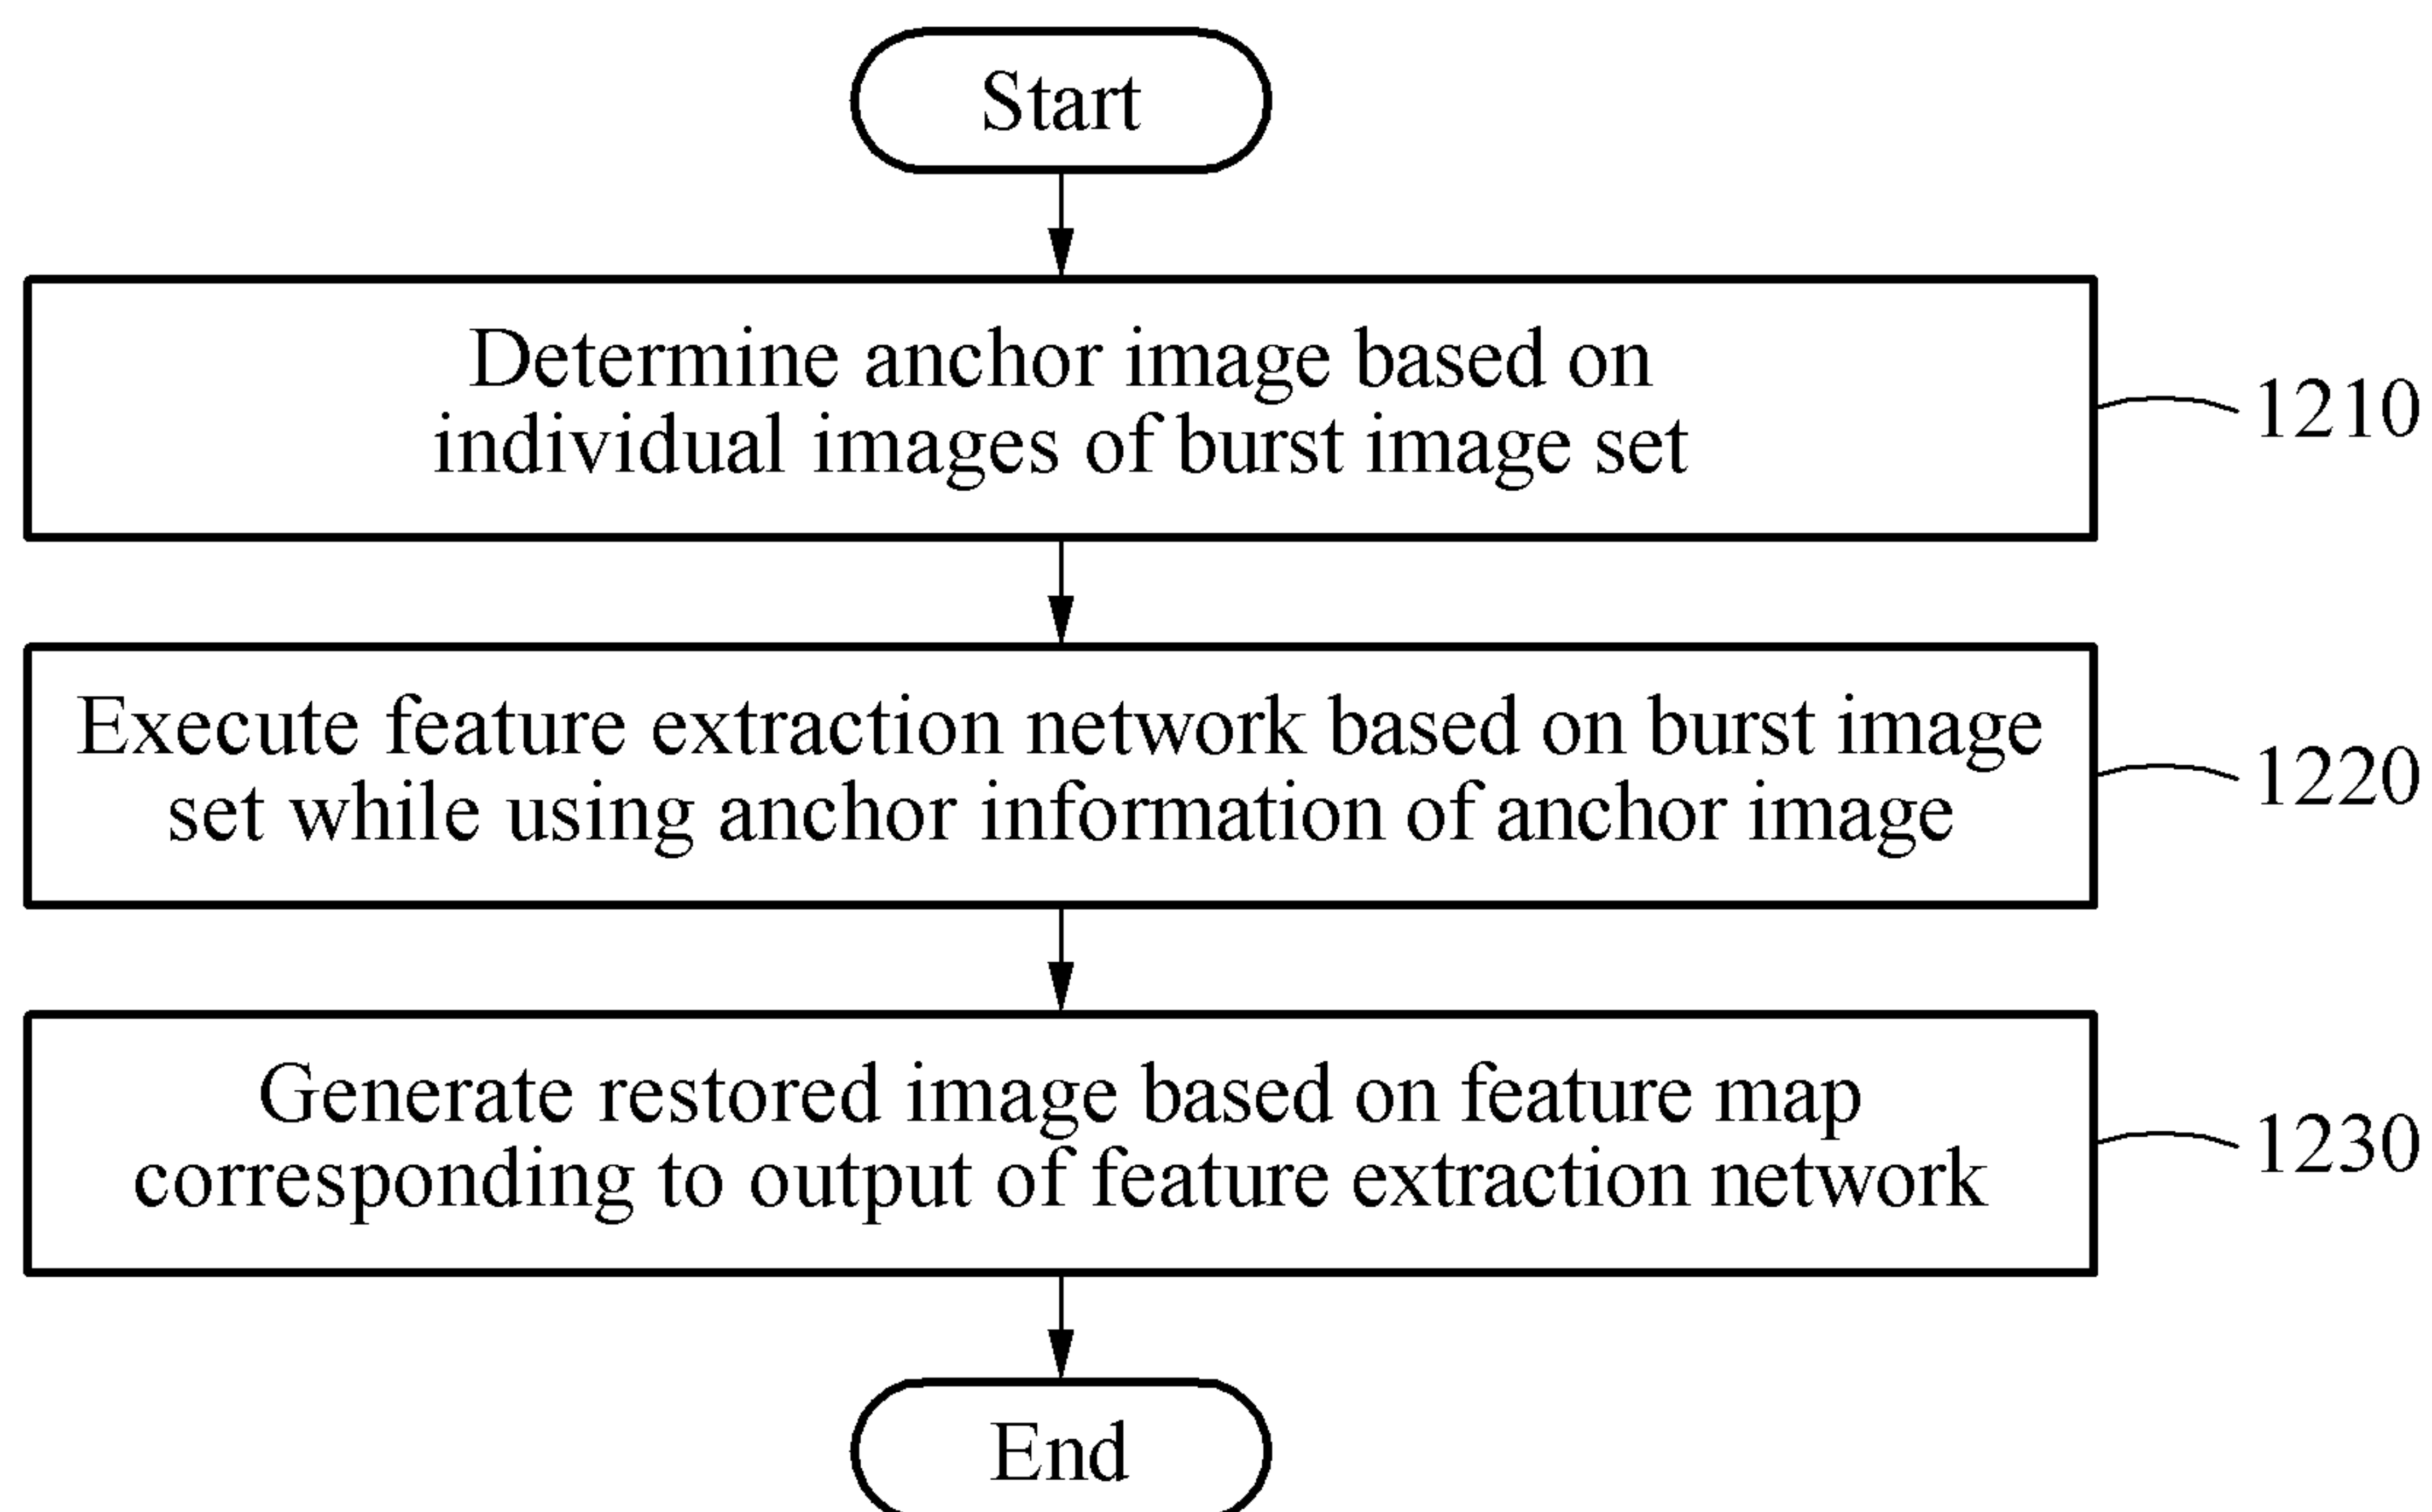 Start
Determine anchor image based on
individual images of burst image set
1210
Execute feature extraction network based on burst image
set while using anchor information of anchor image
1220
Generate restored image based on feature map
corresponding to output of feature extraction network
1230
End